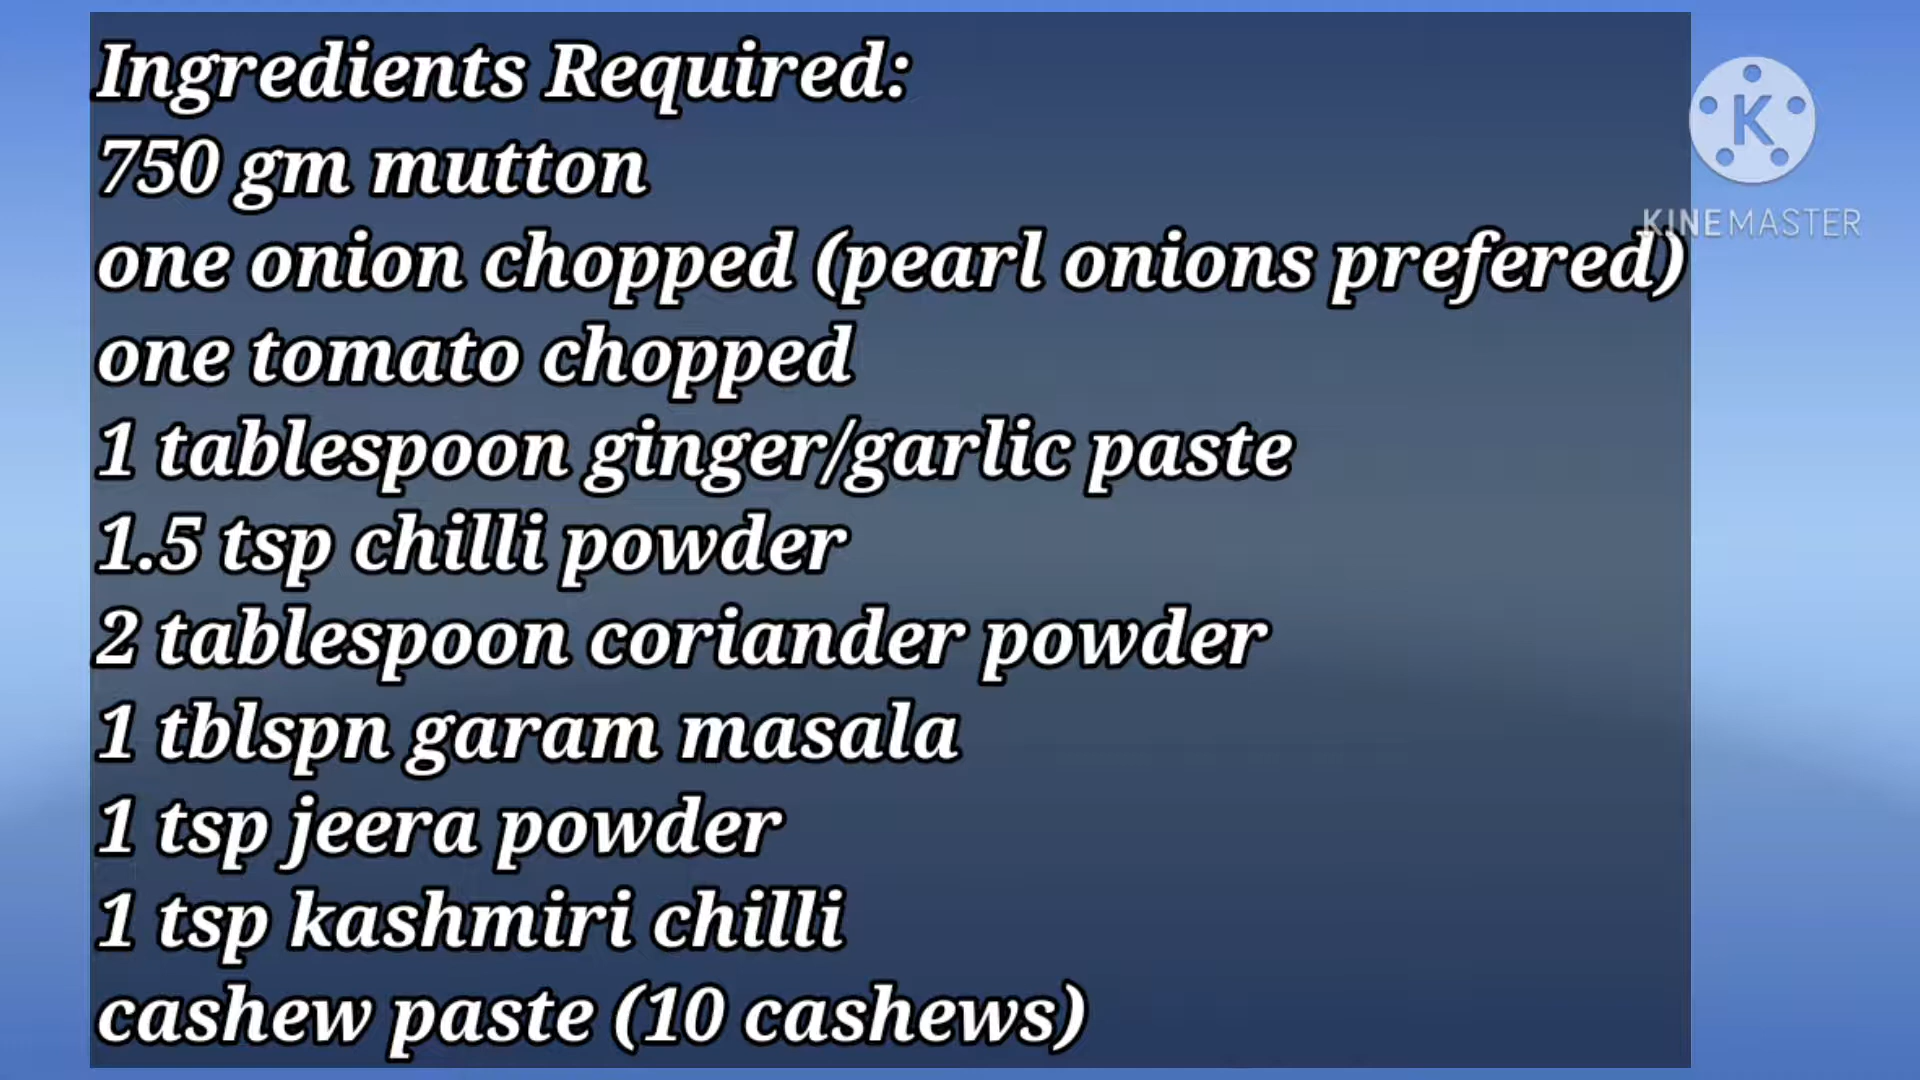 Ingredients Required:
750 gm mutton
one onion chopped (pearl onions prefered)
one tomato chopped
1 tablespoon ginger/garlic paste
1.5 tsp chilli powder
2 tablespoon coriander powder
1 tblspn garam masala
1 tsp jeera powder
1 tsp kashmiri chilli
cashew paste (10 cashews)
K
KINEMASTER